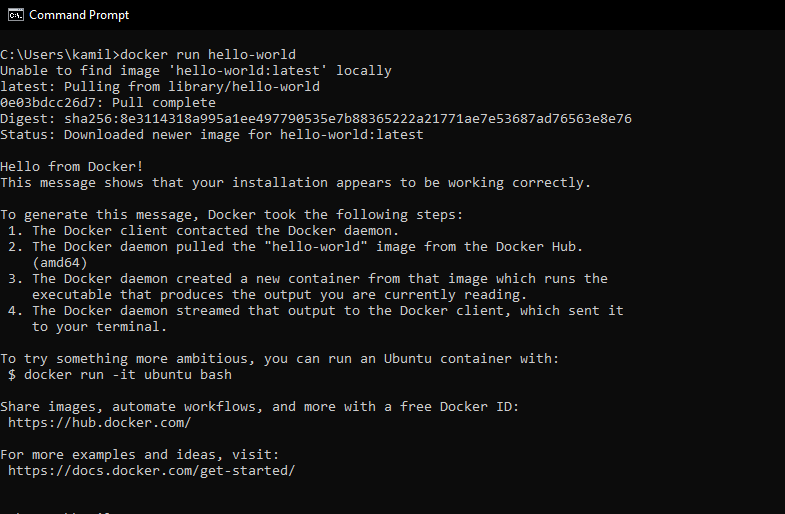 Command Prompt
C:\Users\kamil>docker run hello-world
Unable to find image 'hello-world:latest' locally
latest: Pulling from library/hello-world
0e03bdcc26d7: Pull complete
Digest: sha256:8e3114318a995a1ee497790535e7b88365222a21771ae7e53687ad76563e8e76
Status: Downloaded newer image for hello-world:latest
Hello from Docker!
This message shows that your installation appears to be working correctly.
To generate this message, Docker took the following steps:
1. The Docker client contacted the Docker daemon.
2. The Docker daemon pulled the "hello-world" image from the Docker Hub.
(amd64)
3. The Docker daemon created a new container from that image which runs the
executable that produces the output you are currently reading.
4. The Docker daemon streamed that output to the Docker client, which sent it
to your terminal.
To try something more ambitious, you can run an Ubuntu container with:
$ docker run -it ubuntu bash
Share images, automate workflows, and more with a free Docker ID:
https://hub.docker.com/
For more examples and ideas, visit:
https://docs.docker.com/get-started/